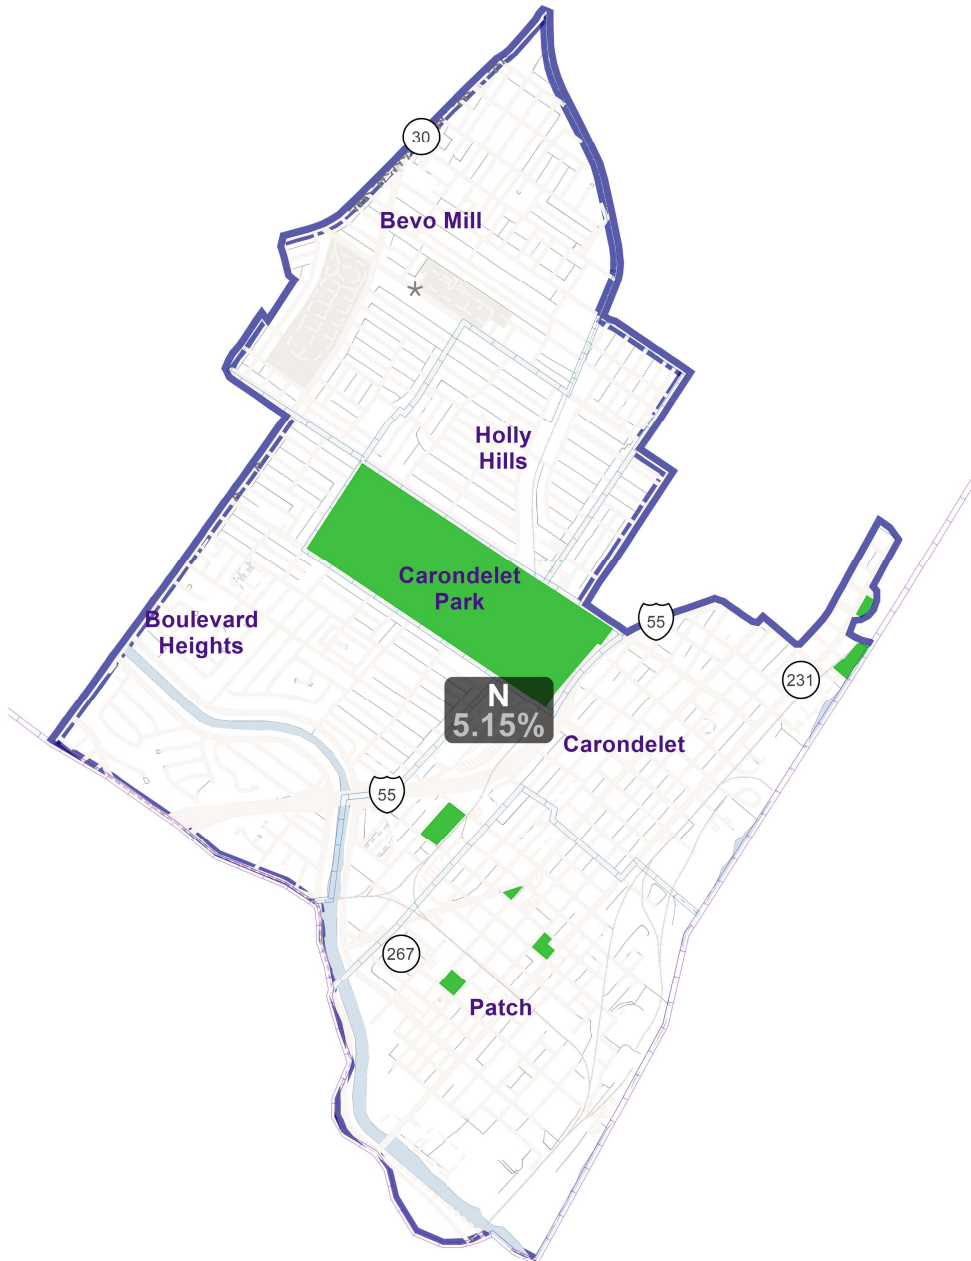 30
Bevo Mill
Holly
Hills
Carondelet
Park
Boulevard
Heights
55
231
N
5.15%
Carondelet
55
267
Patch